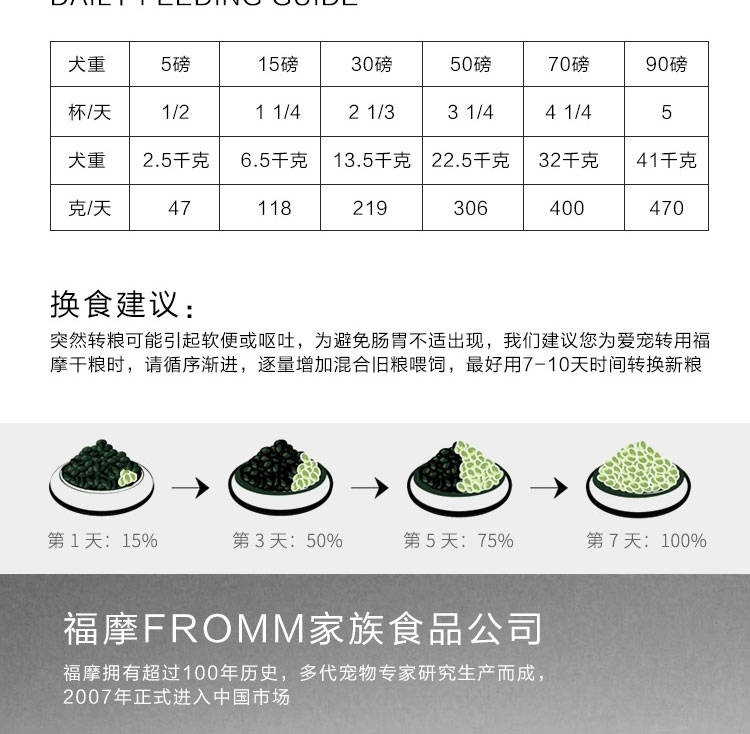 DAILY FEEDING GUIDE
犬重 5磅 15磅 30磅 50磅 70磅 90磅
杯/天 1/2 1 1/4 2 1/3 3 1/4 4 1/4 5
犬重 2.5千克 6.5千克 13.5千克 22.5千克 32千克 41千克
克/天 47 118 219 306 400 470
换食建议：
突然转粮可能引起软便或呕吐，为避免肠胃不适出现，我们建议您为爱宠转用福
摩干粮时，请循序渐进，逐量增加混合旧粮喂饲，最好用7-10天时间转换新粮
第 1 天：15% 第 3 天：50% 第 5 天：75% 第 7 天：100%
福摩FROMM家族食品公司
福摩拥有超过100年历史，多代宠物专家研究生产而成，
2007年正式进入中国市场